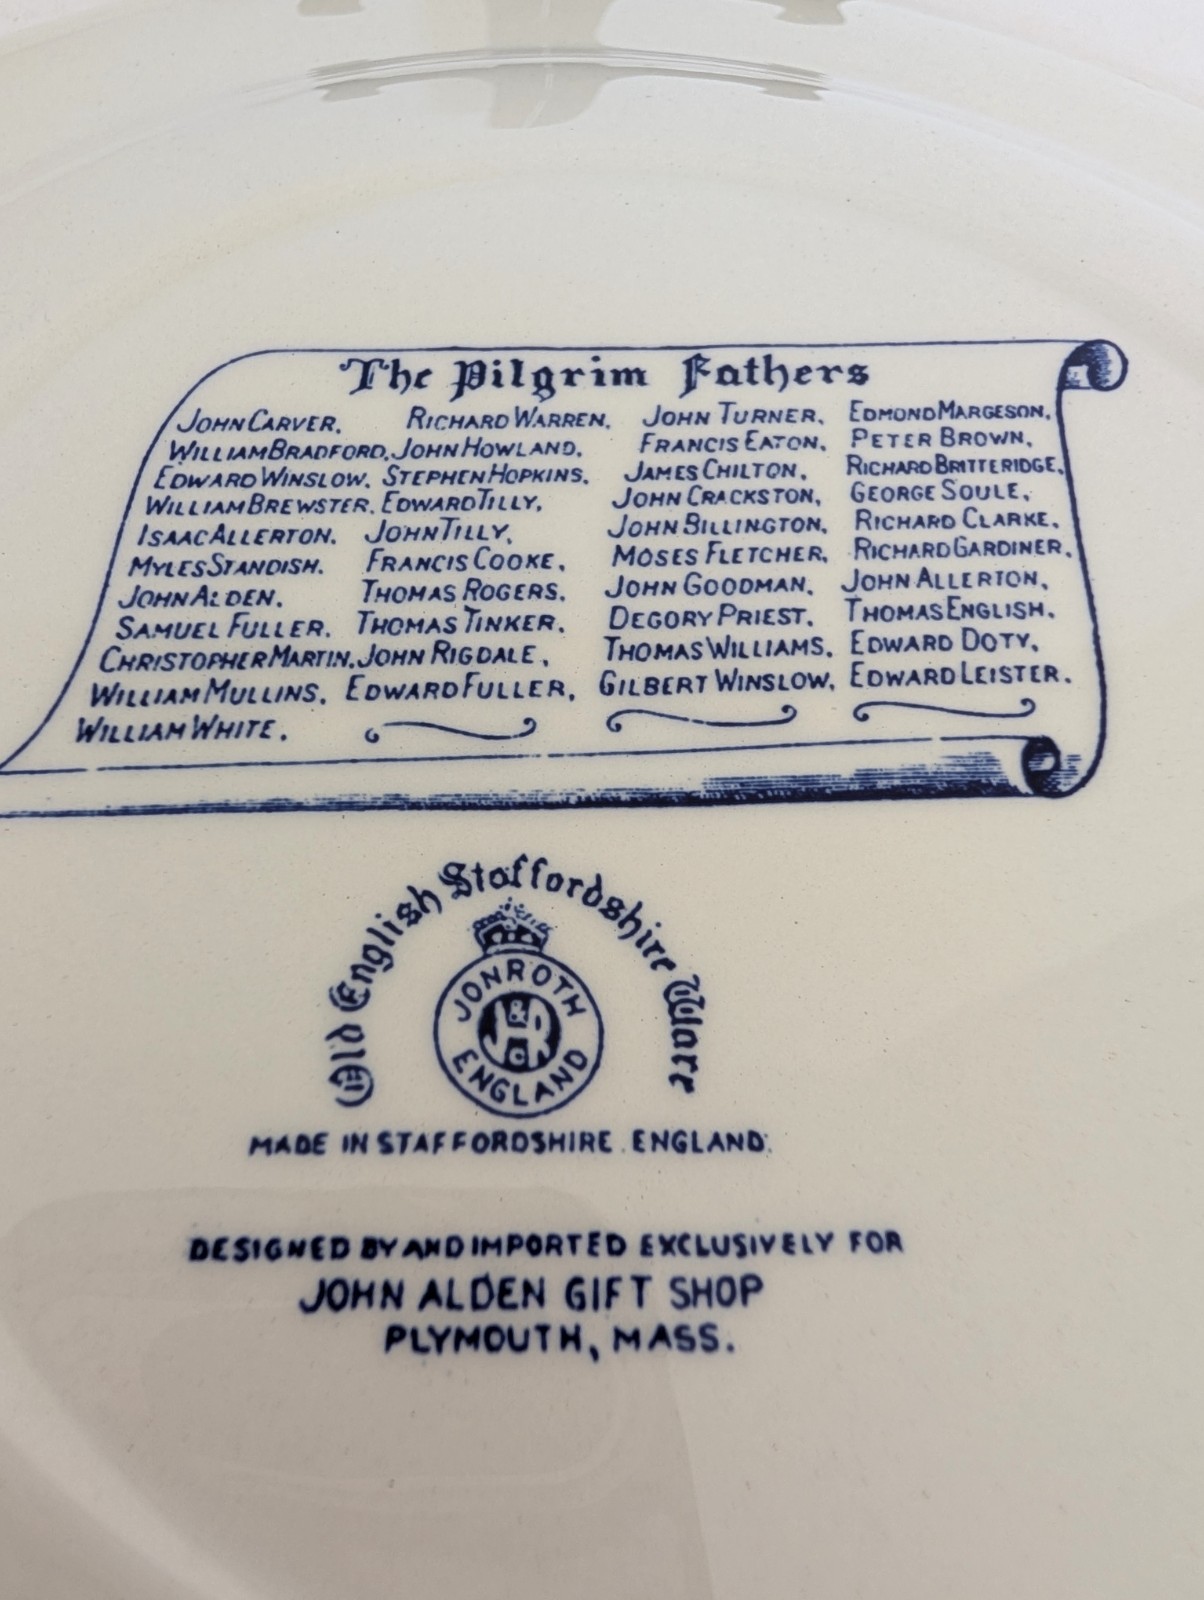 The Pilgrim Fathers
JOHN CARVER. RICHARD WARREN. JOHN TURNER. EDMOND MARGESON.
WILLIAM BRADFORD. JOHN HOWLAND. FRANCIS EATON. PETER BROWN.
EDWARD WINSLOW. STEPHEN HOPKINS. JAMES CHILTON. RICHARD BRITTERIDGE.
WILLIAM BREWSTER. EDWARD TILLY. JOHN CRACKSTON. GEORGE SOULE.
ISAAC ALLERTON. JOHN TILLY. JOHN BILLINGTON. RICHARD CLARKE.
MYLES STANDISH. FRANCIS COOKE. MOSES FLETCHER. RICHARD GARDINER.
JOHN ALDEN. THOMAS ROGERS. JOHN GOODMAN. JOHN ALLERTON.
SAMUEL FULLER. THOMAS TINKER. DEGORY PRIEST. THOMAS ENGLISH.
CHRISTOPHER MARTIN. JOHN RIGDALE. THOMAS WILLIAMS. EDWARD DOTY.
WILLIAM MULLINS. EDWARD FULLER. GILBERT WINSLOW. EDWARD LEISTER.
WILLIAM WHITE.
Old English Staffordshire Ware
JONROTH
ENGLAND
MADE IN STAFFORDSHIRE. ENGLAND.
DESIGNED BY AND IMPORTED EXCLUSIVELY FOR
JOHN ALDEN GIFT SHOP
PLYMOUTH, MASS.